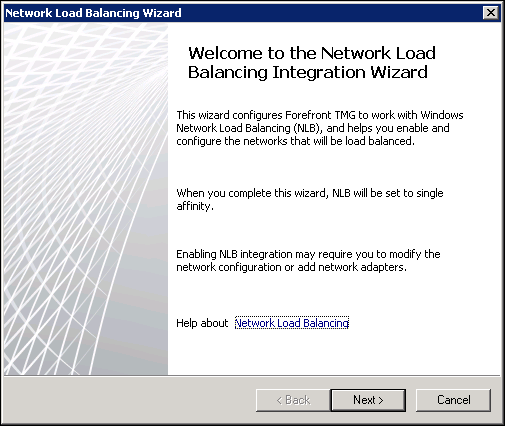 Network Load Balancing Wizard
Welcome to the Network Load
Balancing Integration Wizard
This wizard configures Forefront TMG to work with Windows
Network Load Balancing (NLB), and helps you enable and
configure the networks that will be load balanced.
When you complete this wizard, NLB will be set to single
affinity.
Enabling NLB integration may require you to modify the
network configuration or add network adapters.
Help about Network Load Balancing
< Back Next > Cancel